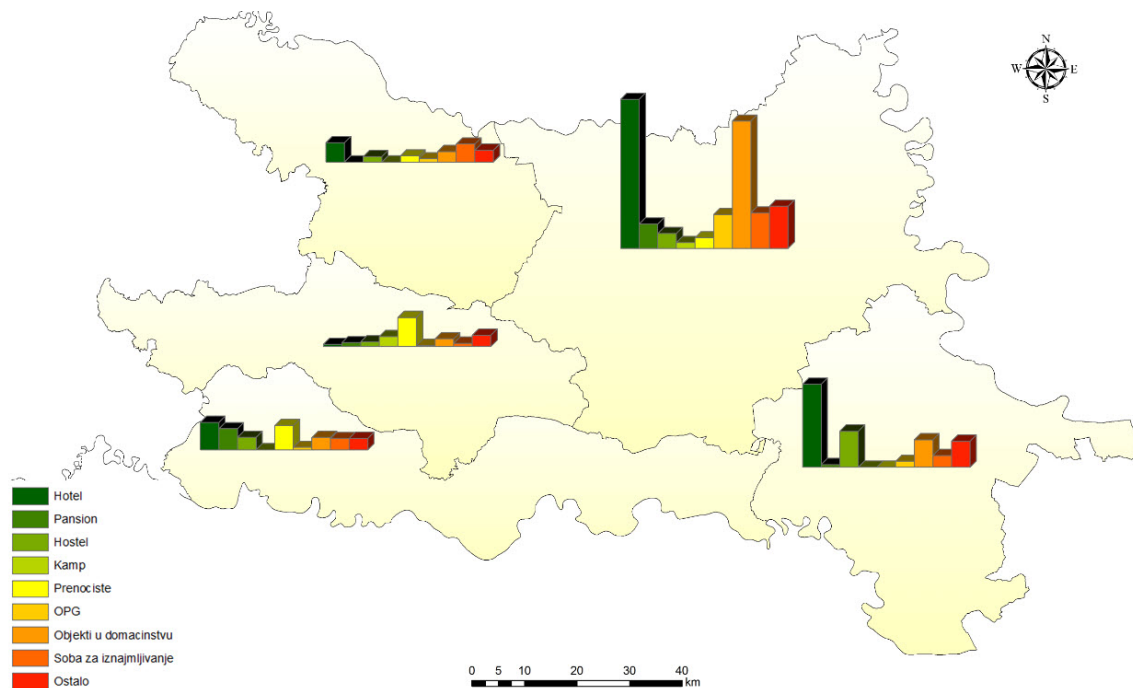 N
W E
S
Hotel
Pansion
Hostel
Kamp
Prenociste
OPG
Objekti u domacinstvu
Soba za iznajmljivanje
Ostalo
0 5 10 20 30 40
km